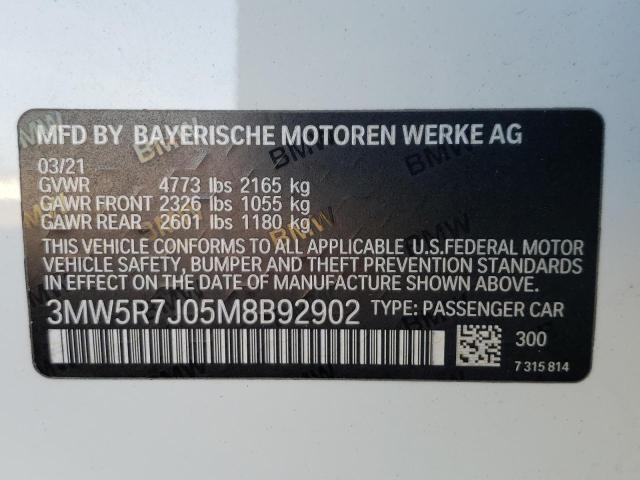 MFD BY BAYERISCHE MOTOREN WERKE AG
03/21
GVWR 4773 lbs 2165 kg
GAWR FRONT 2326 lbs 1055 kg
GAWR REAR 2601 lbs 1180 kg
THIS VEHICLE CONFORMS TO ALL APPLICABLE U.S.FEDERAL MOTOR
VEHICLE SAFETY, BUMPER, AND THEFT PREVENTION STANDARDS
IN EFFECT ON THE DATE OF MANUFACTURE SHOWN ABOVE.
3MW5R7J05M8B92902 TYPE: PASSENGER CAR
300
7 315 814